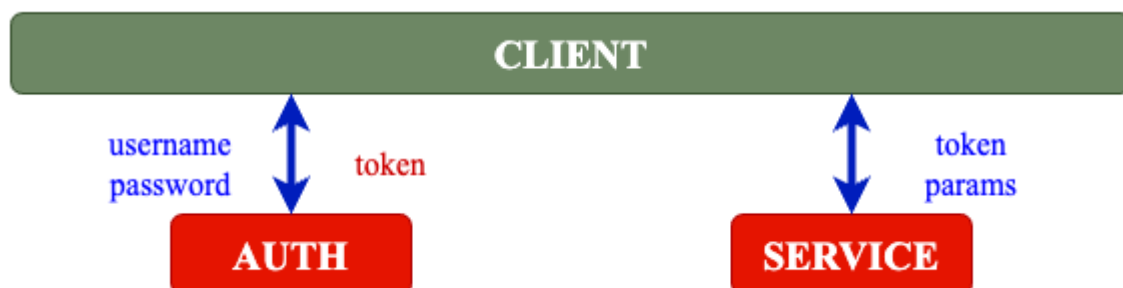 CLIENT
username
password
token
token
params
AUTH
SERVICE